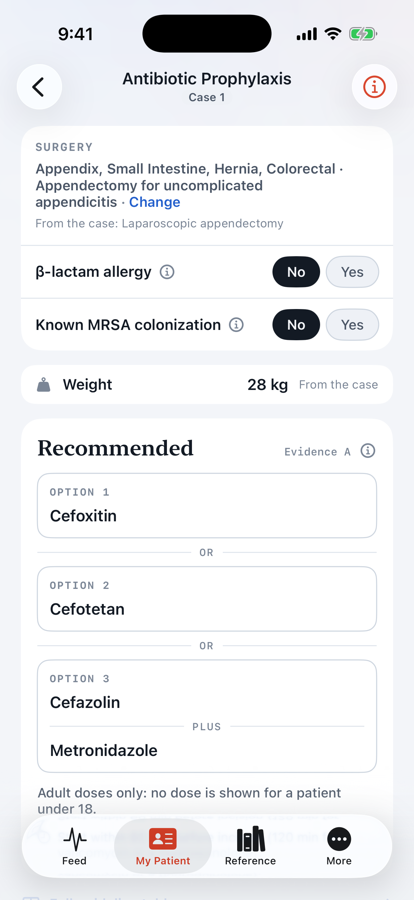 9:41
Antibiotic Prophylaxis
Case 1
SURGERY
Appendix, Small Intestine, Hernia, Colorectal ·
Appendectomy for uncomplicated
appendicitis · Change
From the case: Laparoscopic appendectomy
β-lactam allergy
No
Yes
Known MRSA colonization
No
Yes
Weight
28 kg
From the case
Recommended
Evidence A
OPTION 1
Cefoxitin
OR
OPTION 2
Cefotetan
OR
OPTION 3
Cefazolin
PLUS
Metronidazole
Adult doses only: no dose is shown for a patient
under 18.
Feed
My Patient
Reference
More